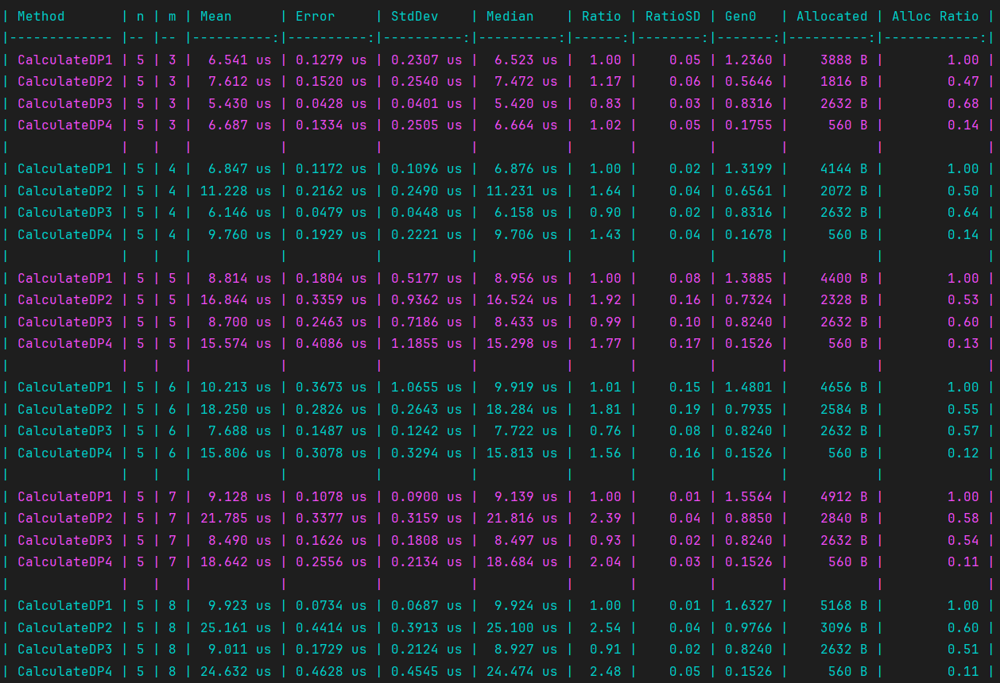 | Method       | n | m | Mean      | Error     | StdDev    | Median    | Ratio | RatioSD | Gen0   | Allocated | Alloc Ratio |
|------------- |-- |-- |----------:|----------:|----------:|----------:|------:|--------:|-------:|----------:|------------:|
| CalculateDP1 | 5 | 3 |  6.541 us | 0.1279 us | 0.2307 us |  6.523 us |  1.00 |    0.05 | 1.2360 |    3888 B |        1.00 |
| CalculateDP2 | 5 | 3 |  7.612 us | 0.1520 us | 0.2540 us |  7.472 us |  1.17 |    0.06 | 0.5646 |    1816 B |        0.47 |
| CalculateDP3 | 5 | 3 |  5.430 us | 0.0428 us | 0.0401 us |  5.420 us |  0.83 |    0.03 | 0.8316 |    2632 B |        0.68 |
| CalculateDP4 | 5 | 3 |  6.687 us | 0.1334 us | 0.2505 us |  6.664 us |  1.02 |    0.05 | 0.1755 |     560 B |        0.14 |
|              |   |   |           |           |           |           |       |         |        |           |             |
| CalculateDP1 | 5 | 4 |  6.847 us | 0.1172 us | 0.1096 us |  6.876 us |  1.00 |    0.02 | 1.3199 |    4144 B |        1.00 |
| CalculateDP2 | 5 | 4 | 11.228 us | 0.2162 us | 0.2490 us | 11.231 us |  1.64 |    0.04 | 0.6561 |    2072 B |        0.50 |
| CalculateDP3 | 5 | 4 |  6.146 us | 0.0479 us | 0.0448 us |  6.158 us |  0.90 |    0.02 | 0.8316 |    2632 B |        0.64 |
| CalculateDP4 | 5 | 4 |  9.760 us | 0.1929 us | 0.2221 us |  9.706 us |  1.43 |    0.04 | 0.1678 |     560 B |        0.14 |
|              |   |   |           |           |           |           |       |         |        |           |             |
| CalculateDP1 | 5 | 5 |  8.814 us | 0.1804 us | 0.5177 us |  8.956 us |  1.00 |    0.08 | 1.3885 |    4400 B |        1.00 |
| CalculateDP2 | 5 | 5 | 16.844 us | 0.3359 us | 0.9362 us | 16.524 us |  1.92 |    0.16 | 0.7324 |    2328 B |        0.53 |
| CalculateDP3 | 5 | 5 |  8.700 us | 0.2463 us | 0.7186 us |  8.433 us |  0.99 |    0.10 | 0.8240 |    2632 B |        0.60 |
| CalculateDP4 | 5 | 5 | 15.574 us | 0.4086 us | 1.1855 us | 15.298 us |  1.77 |    0.17 | 0.1526 |     560 B |        0.13 |
|              |   |   |           |           |           |           |       |         |        |           |             |
| CalculateDP1 | 5 | 6 | 10.213 us | 0.3673 us | 1.0655 us |  9.919 us |  1.01 |    0.15 | 1.4801 |    4656 B |        1.00 |
| CalculateDP2 | 5 | 6 | 18.250 us | 0.2826 us | 0.2643 us | 18.284 us |  1.81 |    0.19 | 0.7935 |    2584 B |        0.55 |
| CalculateDP3 | 5 | 6 |  7.688 us | 0.1487 us | 0.1242 us |  7.722 us |  0.76 |    0.08 | 0.8240 |    2632 B |        0.57 |
| CalculateDP4 | 5 | 6 | 15.806 us | 0.3078 us | 0.3294 us | 15.813 us |  1.56 |    0.16 | 0.1526 |     560 B |        0.12 |
|              |   |   |           |           |           |           |       |         |        |           |             |
| CalculateDP1 | 5 | 7 |  9.128 us | 0.1078 us | 0.0900 us |  9.139 us |  1.00 |    0.01 | 1.5564 |    4912 B |        1.00 |
| CalculateDP2 | 5 | 7 | 21.785 us | 0.3377 us | 0.3159 us | 21.816 us |  2.39 |    0.04 | 0.8850 |    2840 B |        0.58 |
| CalculateDP3 | 5 | 7 |  8.490 us | 0.1626 us | 0.1808 us |  8.497 us |  0.93 |    0.02 | 0.8240 |    2632 B |        0.54 |
| CalculateDP4 | 5 | 7 | 18.642 us | 0.2556 us | 0.2134 us | 18.684 us |  2.04 |    0.03 | 0.1526 |     560 B |        0.11 |
|              |   |   |           |           |           |           |       |         |        |           |             |
| CalculateDP1 | 5 | 8 |  9.923 us | 0.0734 us | 0.0687 us |  9.924 us |  1.00 |    0.01 | 1.6327 |    5168 B |        1.00 |
| CalculateDP2 | 5 | 8 | 25.161 us | 0.4414 us | 0.3913 us | 25.100 us |  2.54 |    0.04 | 0.9766 |    3096 B |        0.60 |
| CalculateDP3 | 5 | 8 |  9.011 us | 0.1729 us | 0.2124 us |  8.927 us |  0.91 |    0.02 | 0.8240 |    2632 B |        0.51 |
| CalculateDP4 | 5 | 8 | 24.632 us | 0.4628 us | 0.4545 us | 24.474 us |  2.48 |    0.05 | 0.1526 |     560 B |        0.11 |